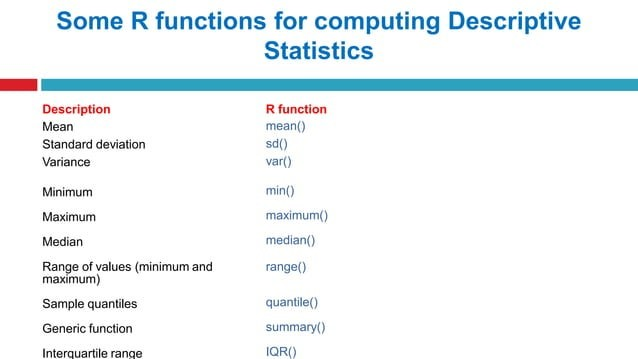 Some R functions for computing Descriptive
Statistics
Description R function
Mean mean()
Standard deviation sd()
Variance var()
Minimum min()
Maximum maximum()
Median median()
Range of values (minimum and range()
maximum)
Sample quantiles quantile()
Generic function summary()
Interquartile range IQR()